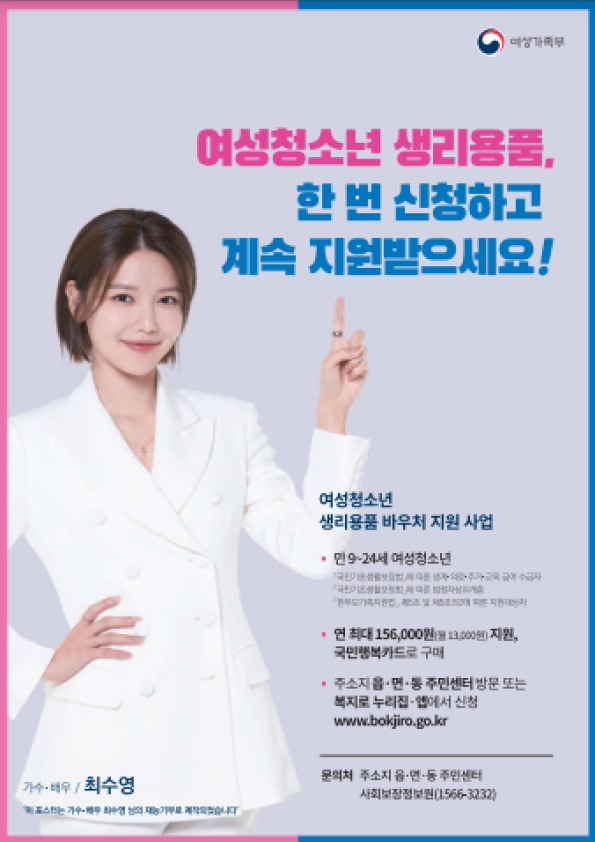 여성가족부
여성청소년 생리용품,
한 번 신청하고
계속 지원받으세요!
여성청소년
생리용품 바우처 지원 사업
• 만 9~24세 여성청소년
「국민기초생활보장법」에 따른 생계·의료·주거·교육 급여 수급자
「국민기초생활보장법」에 따른 법정차상위계층
「한부모가족지원법」 제5조 및 제5조의2에 따른 지원대상자
• 연 최대 156,000원(월 13,000원) 지원,
국민행복카드로 구매
• 주소지 읍·면·동 주민센터 방문 또는
복지로 누리집·앱에서 신청
www.bokjiro.go.kr
문의처 주소지 읍·면·동 주민센터
사회보장정보원(1566-3232)
가수·배우 / 최수영
"이 포스터는 가수·배우 최수영 님의 재능기부로 제작되었습니다"